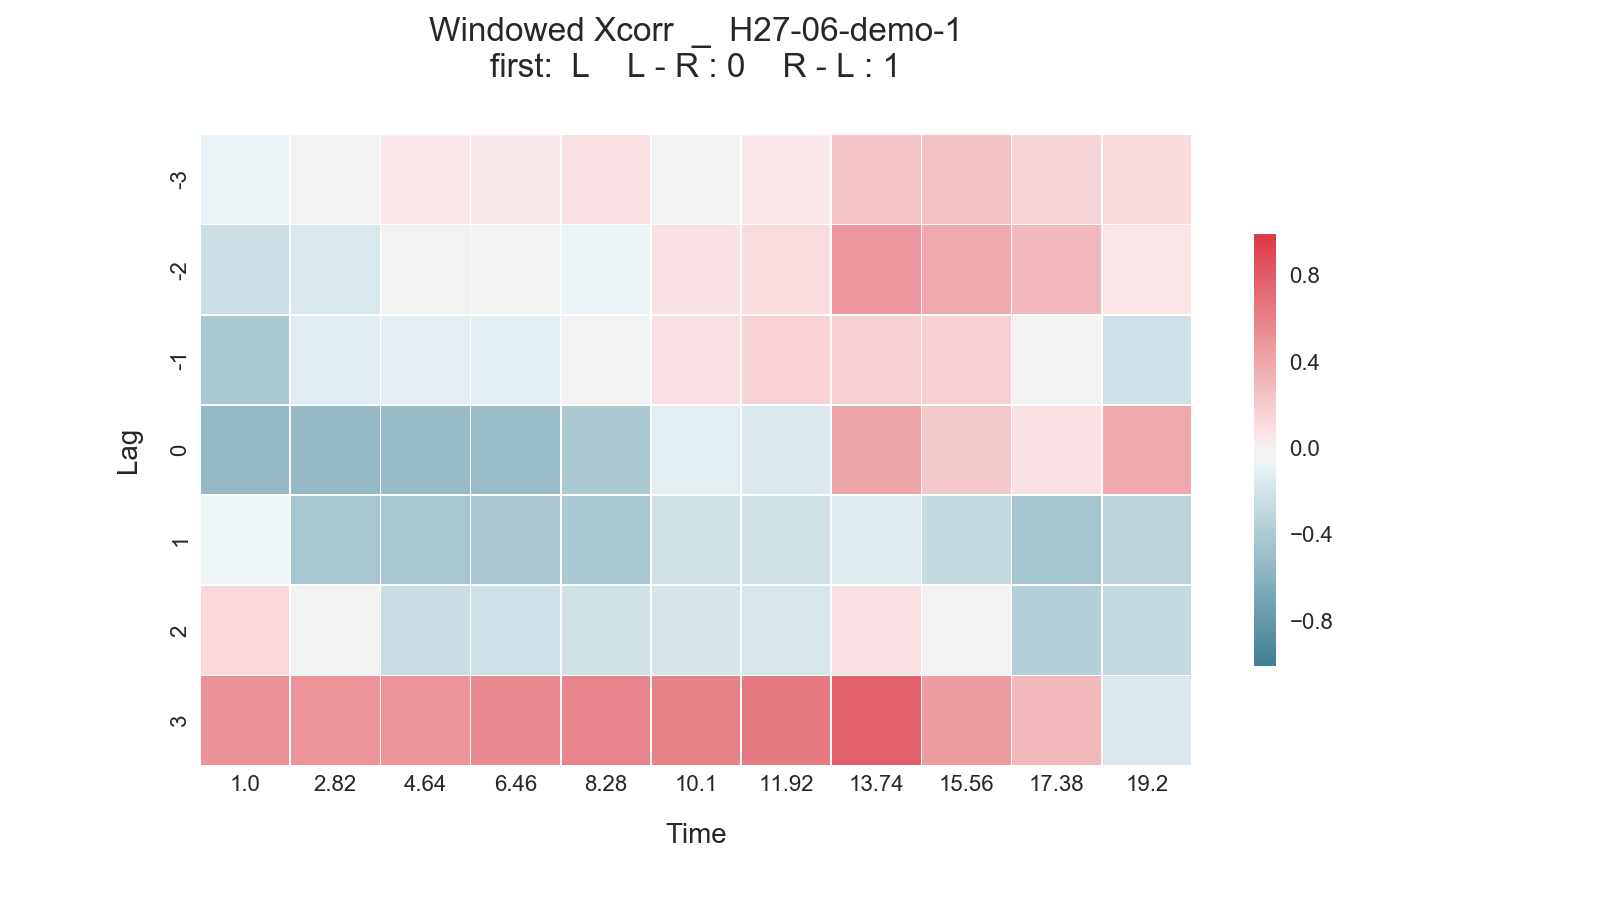 Windowed Xcorr _ H27-06-demo-1
first: L L - R : 0 R - L : 1
Lag
-3
-2
-1
0
1
2
3
1.0 2.82 4.64 6.46 8.28 10.1 11.92 13.74 15.56 17.38 19.2
Time
0.8
0.4
0.0
−0.4
−0.8